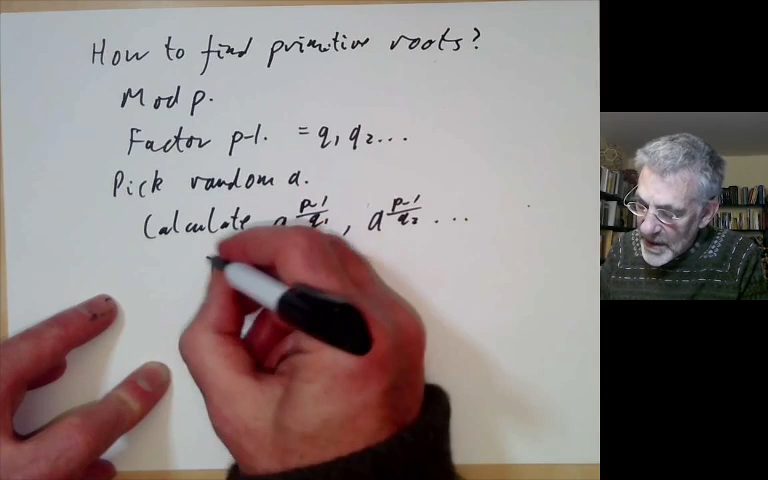 How to find primitive roots?
Mod p.
Factor p-1. = q₁ q₂...
Pick random a.
Calculate a^((p-1)/q₁), a^((p-1)/q₂) ...